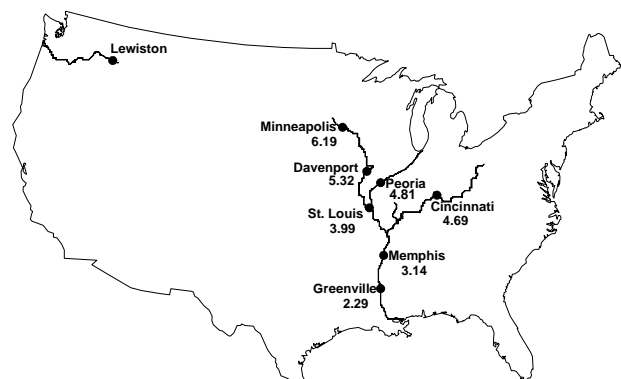 Lewiston
Minneapolis
6.19
Davenport
5.32
Peoria
4.81
St. Louis
3.99
Cincinnati
4.69
Memphis
3.14
Greenville
2.29